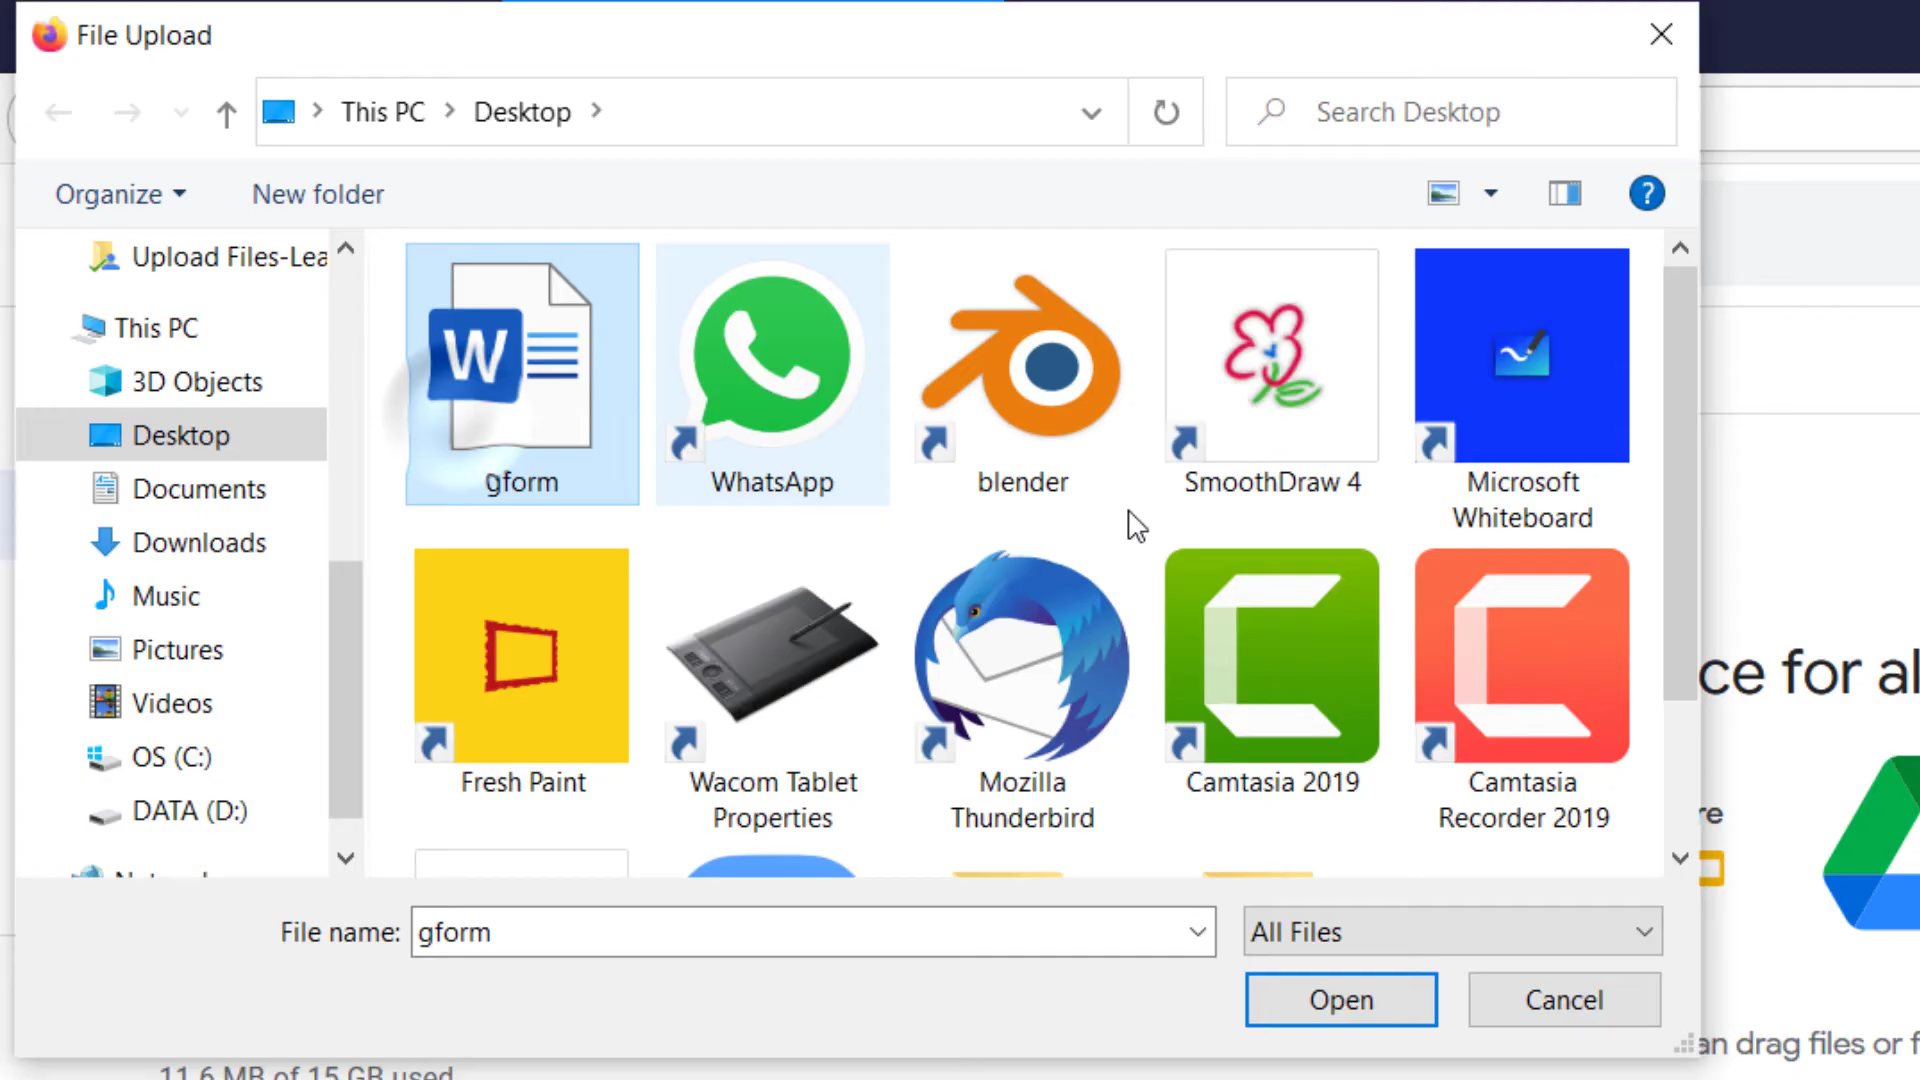 File Upload
This PC
Desktop
Search Desktop
Organize
New folder
?
Upload Files-Lea
This PC
3D Objects
Desktop
Documents
Downloads
Music
Pictures
Videos
OS (C:)
DATA (D:)
W
gform
WhatsApp
blender
SmoothDraw 4
Microsoft
Whiteboard
Fresh Paint
Wacom Tablet
Properties
Mozilla
Thunderbird
Camtasia 2019
Camtasia
Recorder 2019
File name:
gform
All Files
Open
Cancel
ce for al
re
an drag files or f
11.6 MB of 15 GB used